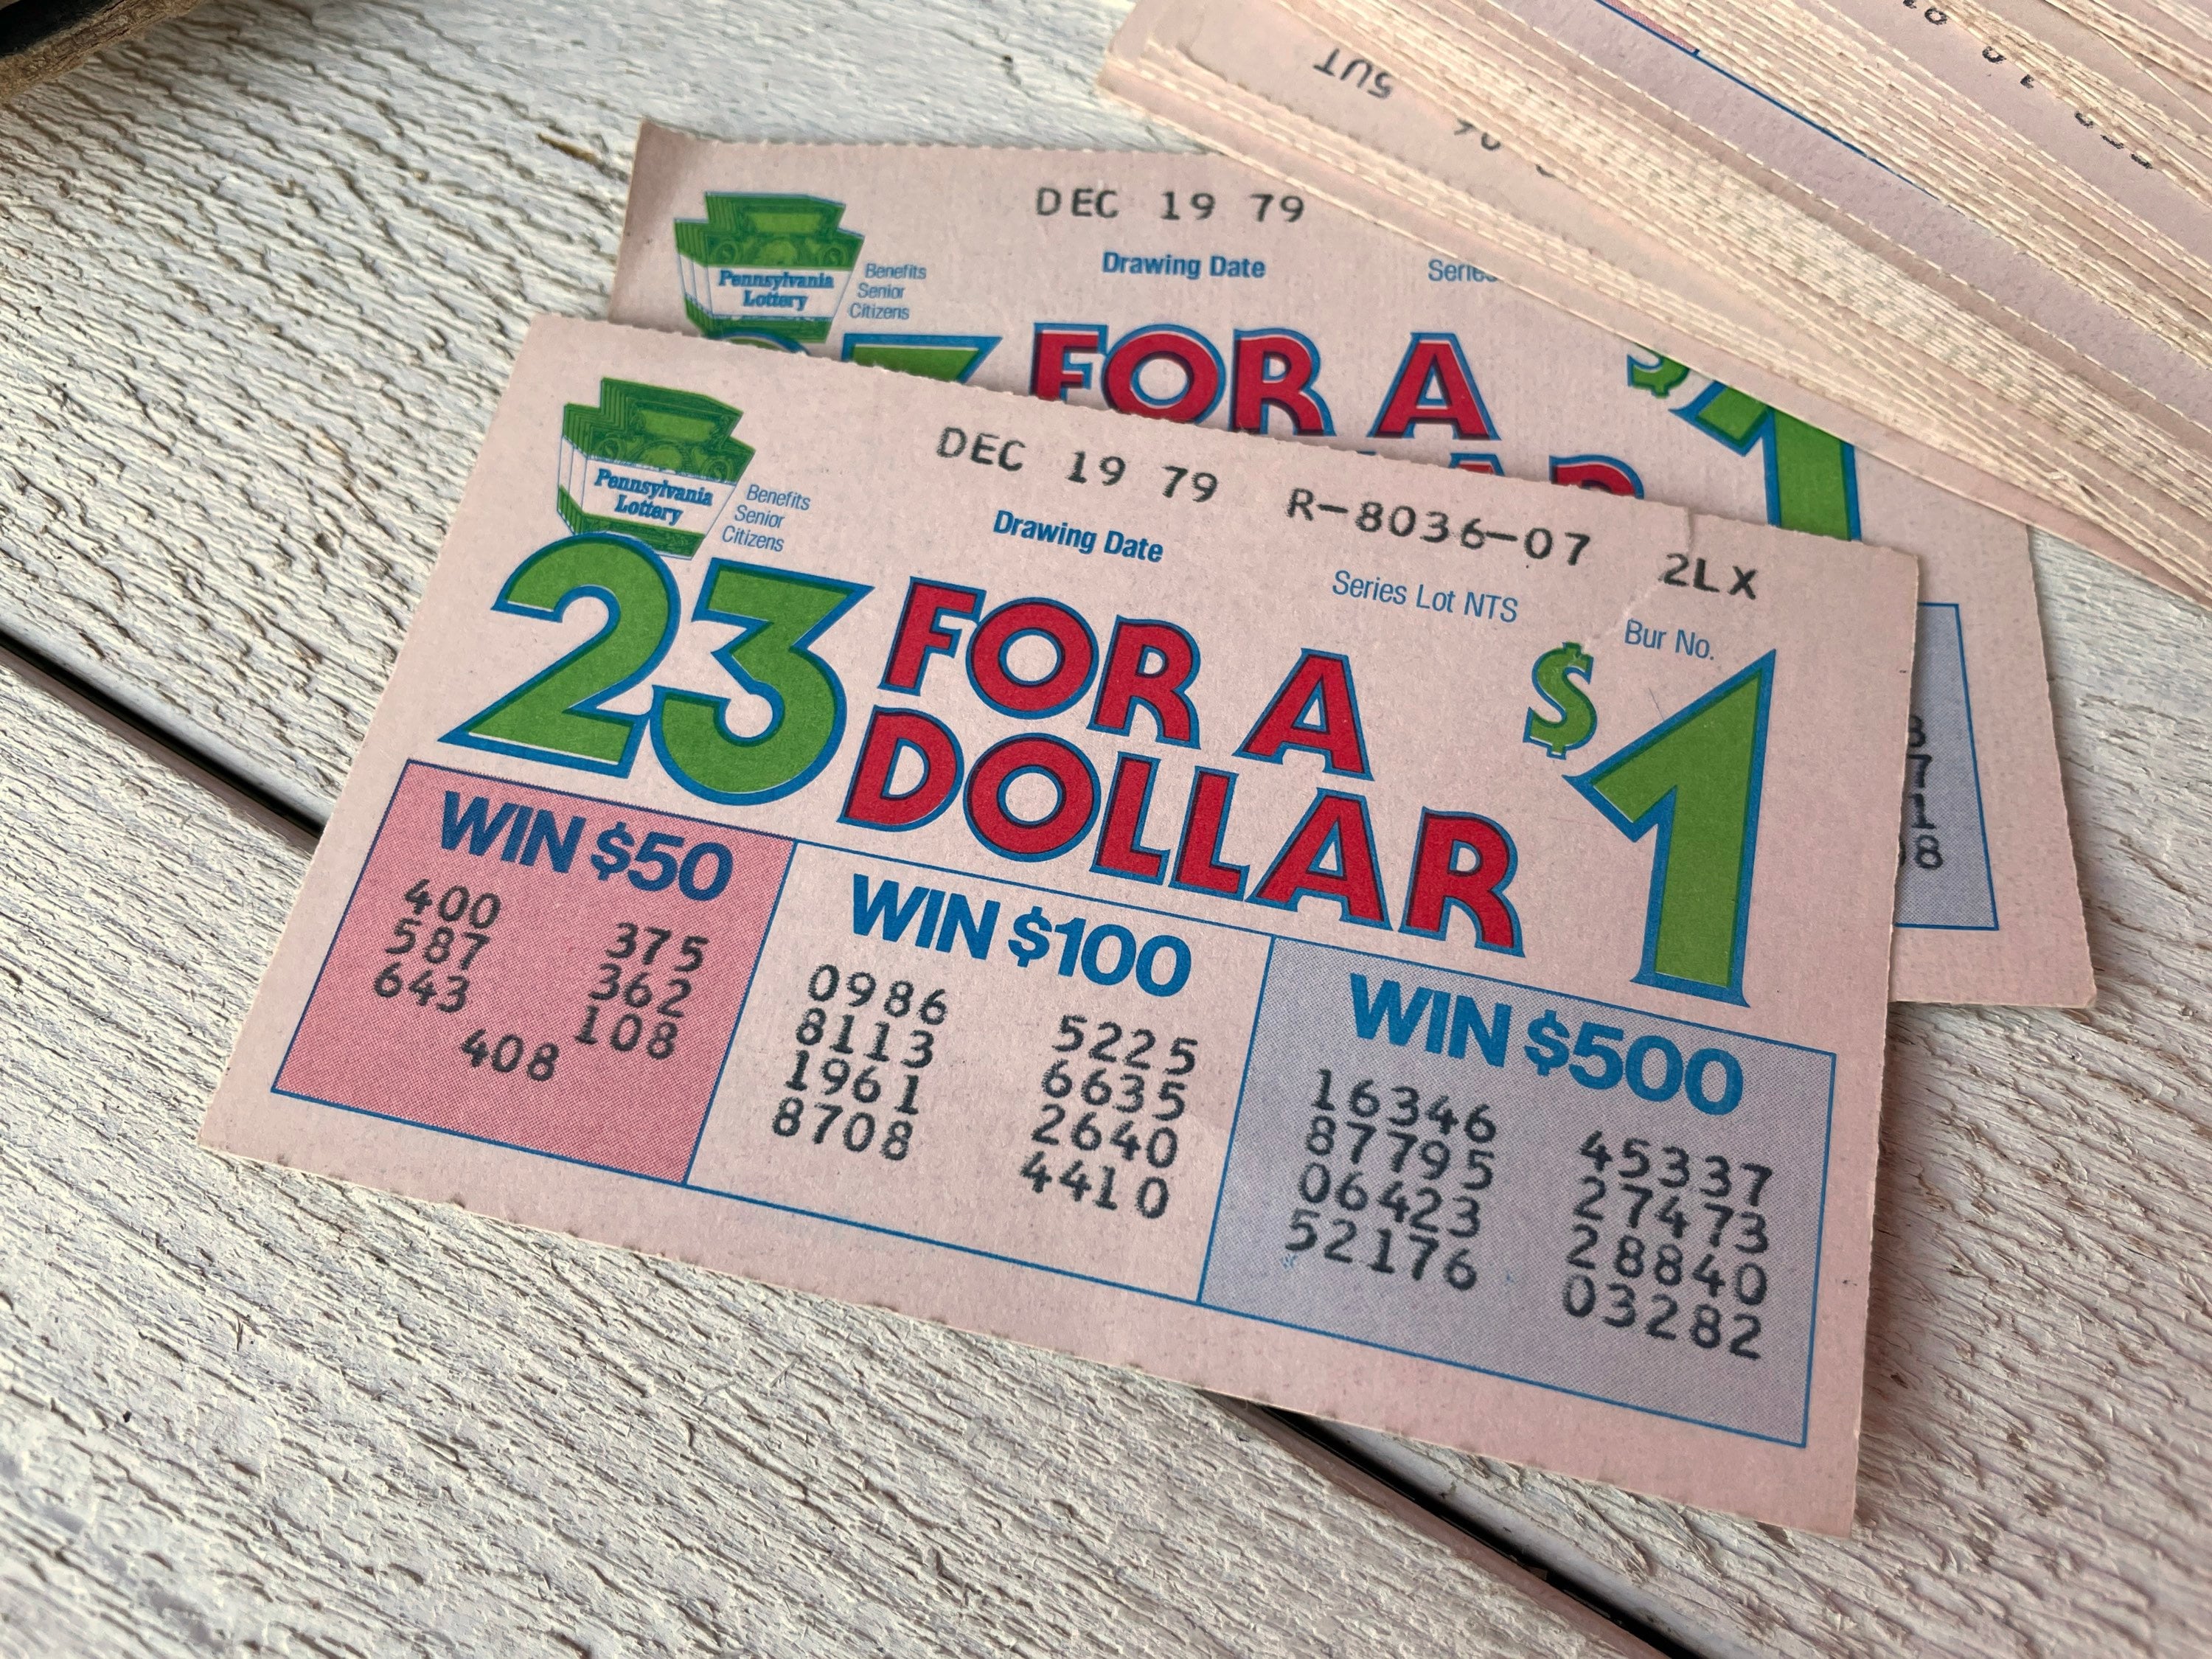 5UT
DEC 19 79
Pennsylvania
Lottery
Benefits
Senior
Citizens
Drawing Date
Series
FOR A
$1
8
DEC 19 79 R-8036-07 2LX
Pennsylvania
Lottery
Benefits
Senior
Citizens
Drawing Date
Series Lot NTS
Bur No.
23 FOR A
DOLLAR
$1
WIN $50
400 375
587 362
643 108
408
WIN $100
0986 5225
8113 6635
1961 2640
8708 4410
WIN $500
16346 45337
87795 27473
06423 28840
52176 03282